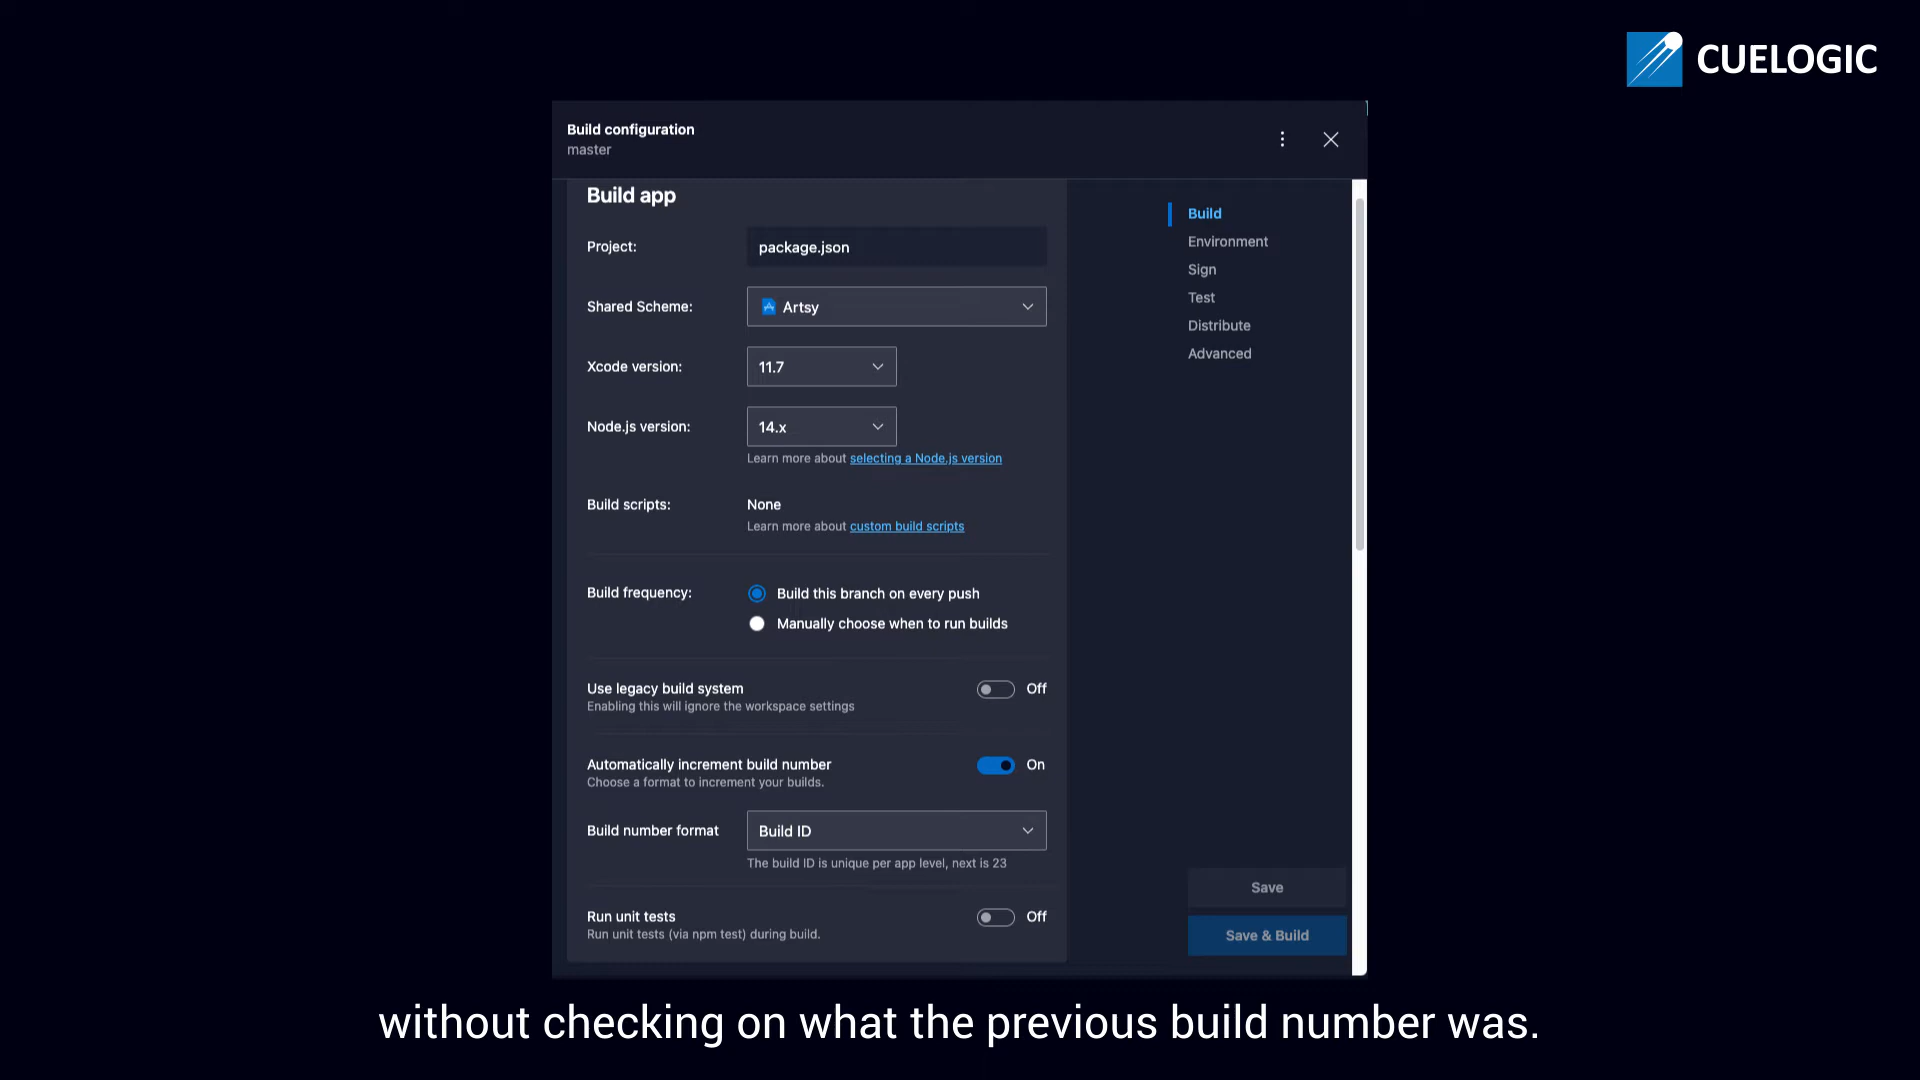 CUELOGIC
Build configuration
master
Build app
Project: package.json
Shared Scheme: Artsy
Xcode version: 11.7
Node.js version: 14.x
Learn more about selecting a Node.js version
Build scripts: None
Learn more about custom build scripts
Build frequency: Build this branch on every push
Manually choose when to run builds
Use legacy build system Off
Enabling this will ignore the workspace settings
Automatically increment build number On
Choose a format to increment your builds.
Build number format Build ID
The build ID is unique per app level, next is 23
Run unit tests Off
Run unit tests (via npm test) during build.
Build
Environment
Sign
Test
Distribute
Advanced
Save
Save & Build
without checking on what the previous build number was.